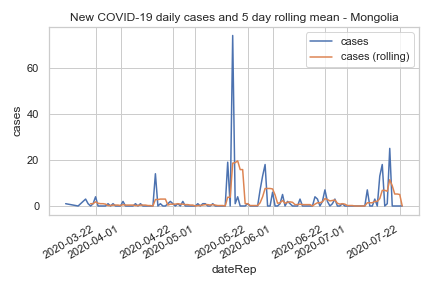 New COVID-19 daily cases and 5 day rolling mean - Mongolia
cases
cases (rolling)
cases
60
40
20
0
2020-03-22
2020-04-01
2020-04-22
2020-05-01
2020-05-22
2020-06-01
2020-06-22
2020-07-01
2020-07-22
dateRep